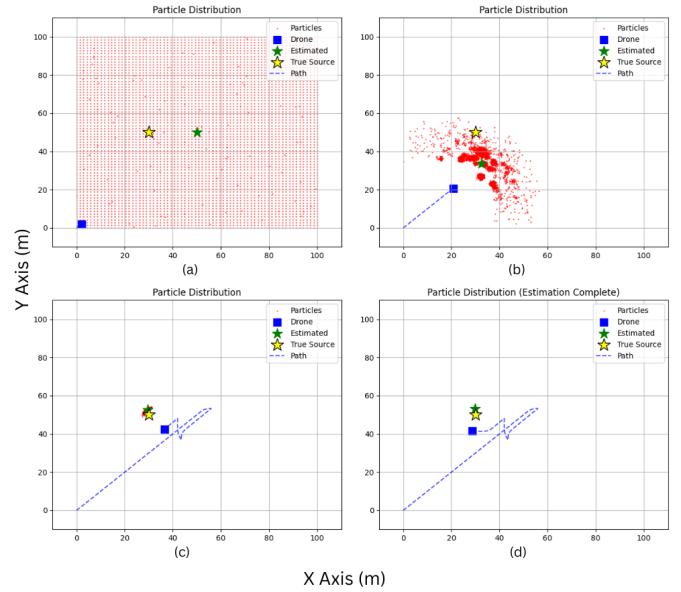 Particle Distribution
Particles
Drone
Estimated
True Source
Path
100
80
60
40
20
0
0 20 40 60 80 100
(a)
Particle Distribution
Particles
Drone
Estimated
True Source
Path
100
80
60
40
20
0
0 20 40 60 80 100
(b)
Y Axis (m)
Particle Distribution
Particles
Drone
Estimated
True Source
Path
100
80
60
40
20
0
0 20 40 60 80 100
(c)
Particle Distribution (Estimation Complete)
Particles
Drone
Estimated
True Source
Path
100
80
60
40
20
0
0 20 40 60 80 100
(d)
X Axis (m)